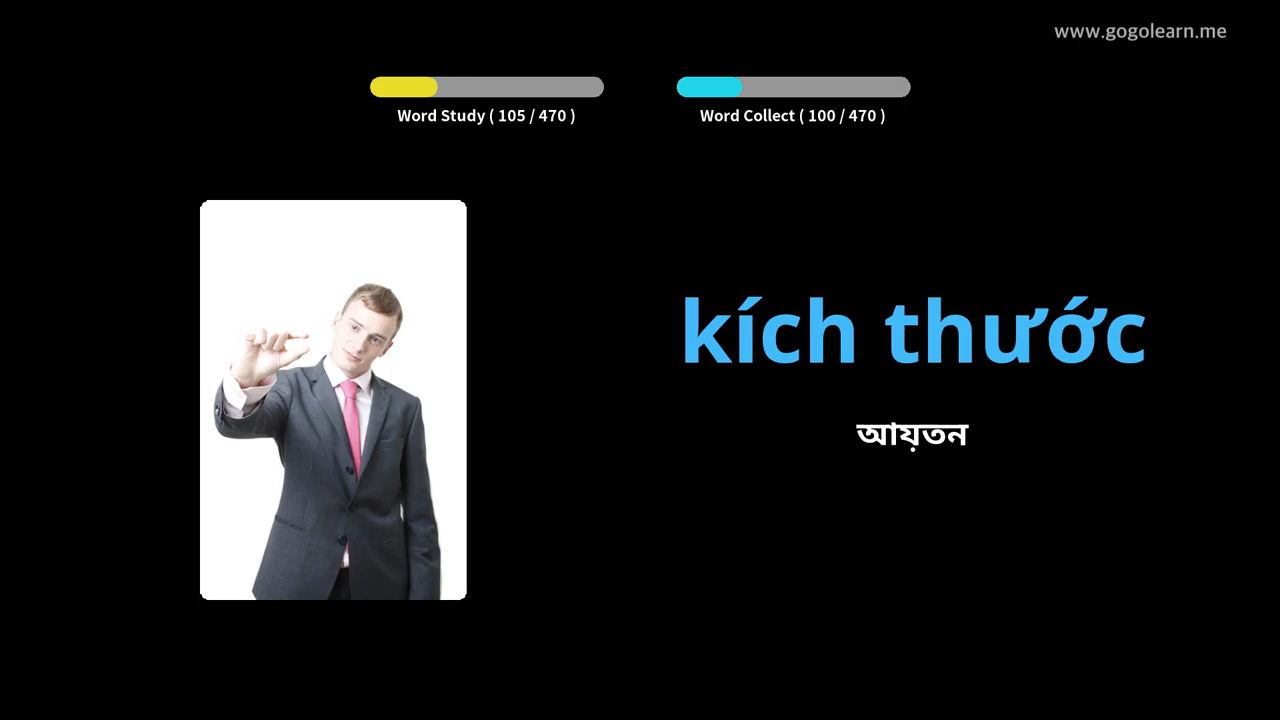 www.gogolearn.me
Word Study ( 105 / 470 )
Word Collect ( 100 / 470 )
kích thước
আয়তন